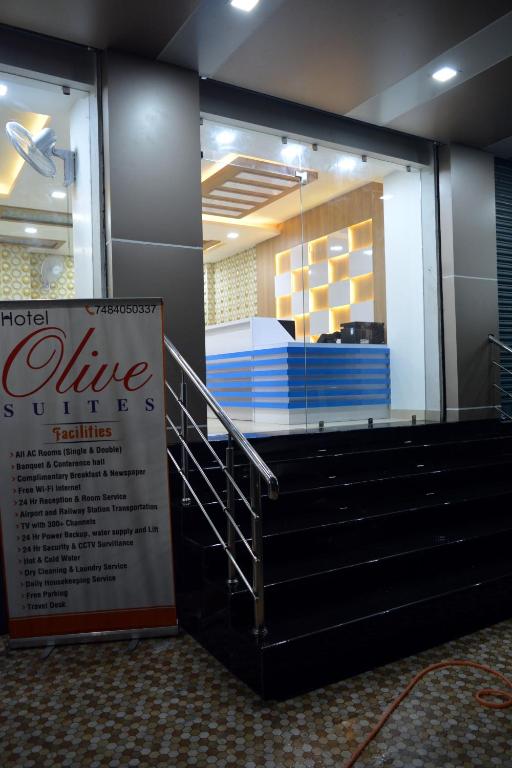 7484050337
Hotel
Olive
SUITES
Facilities
> All AC Rooms (Single & Double)
> Banquet & Conference hall
> Complimentary Breakfast & Newspaper
> Free Wi-Fi Internet
> 24 Hr Reception & Room Service
> Airport and Railway Station Transportation
> TV with 300+ Channels
> 24 Hr Power Backup, water supply and Lift
> 24 Hr Security & CCTV Survillance
> Hot & Cold Water
> Dry Cleaning & Laundry Service
> Daily Housekeeping Service
> Free Parking
> Travel Desk